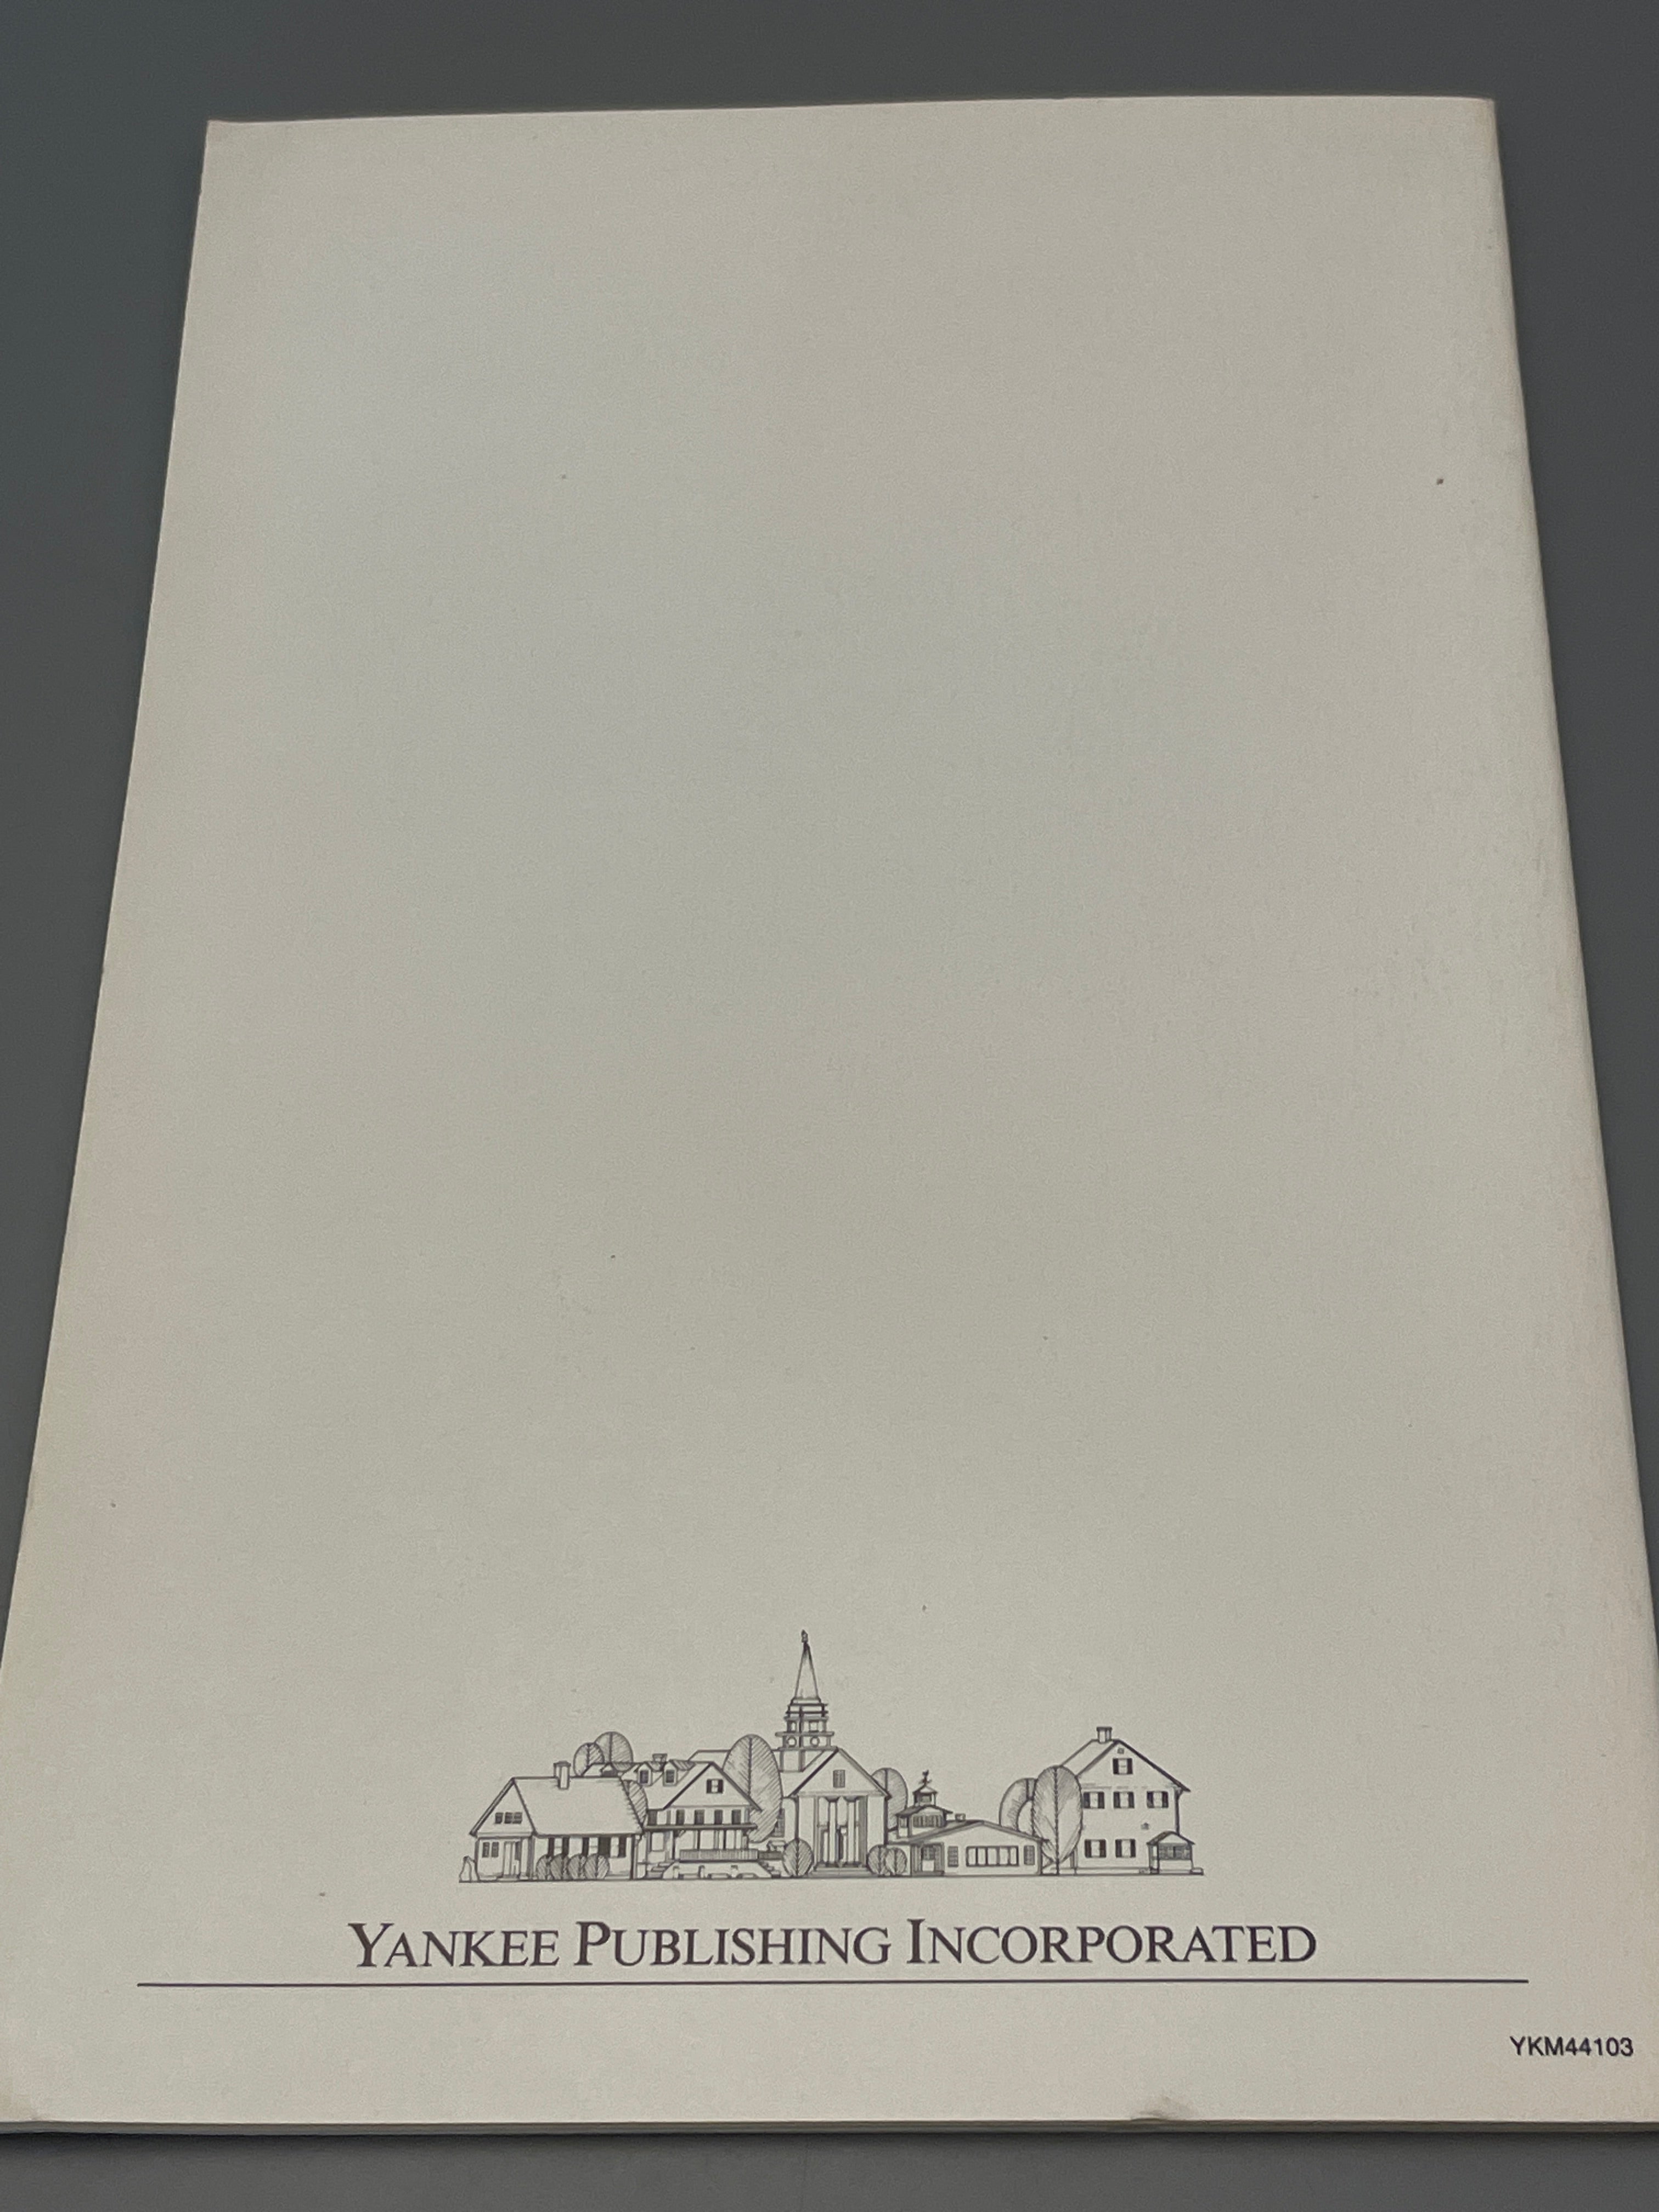 YANKEE PUBLISHING INCORPORATED
YKM44103